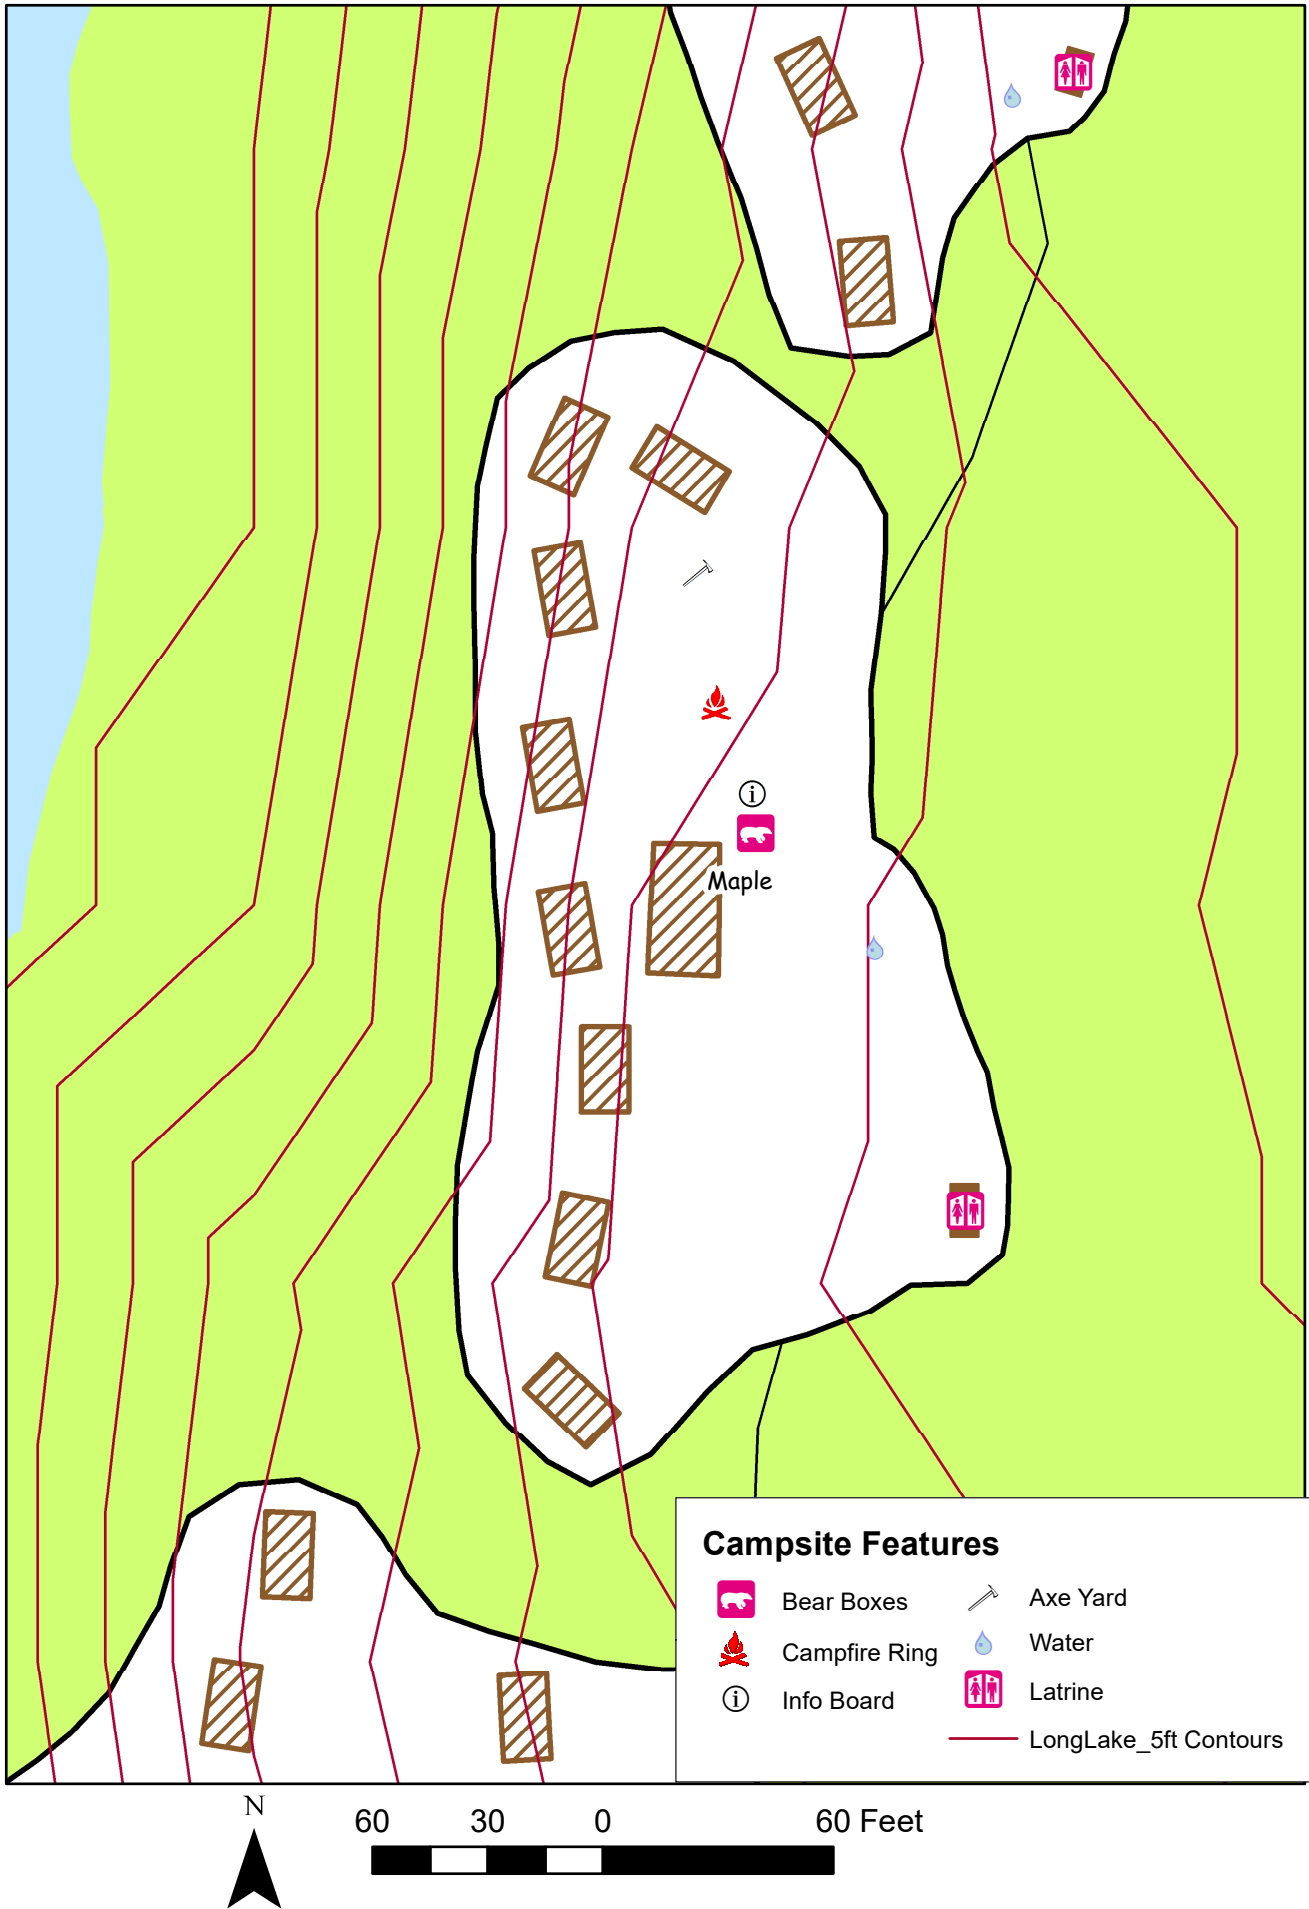 Maple
Campsite Features
Bear Boxes
Axe Yard
Campfire Ring
Water
Info Board
Latrine
LongLake_5ft Contours
N
60 30 0 60 Feet